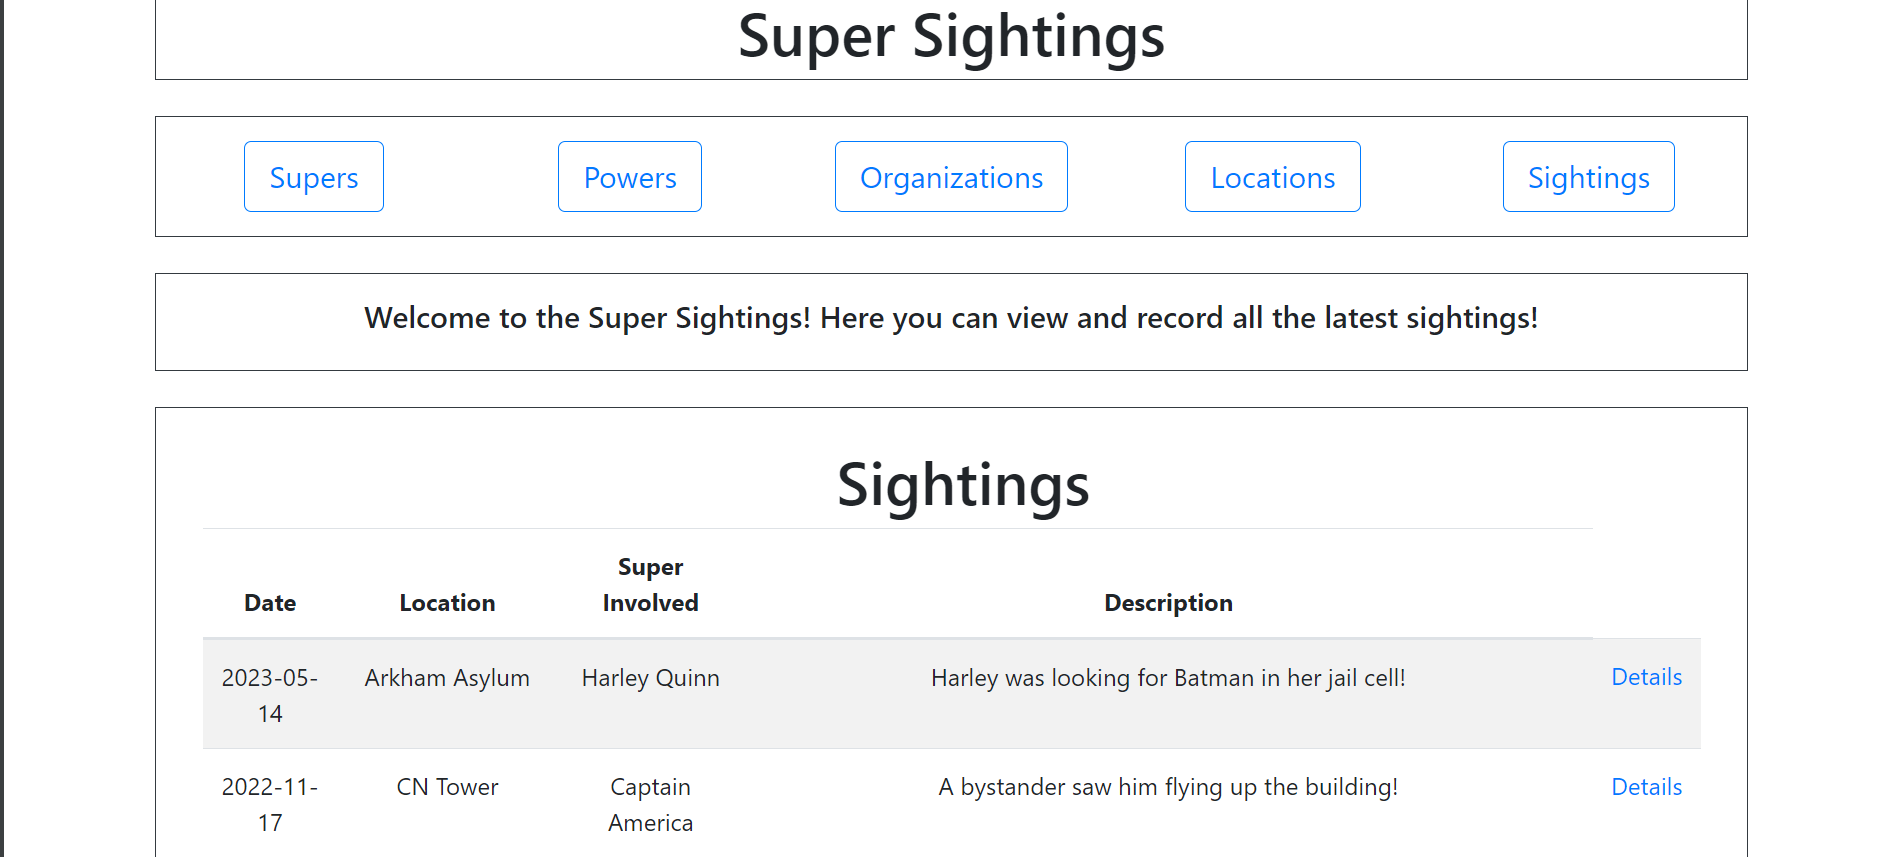 Super Sightings
Supers Powers Organizations Locations Sightings
Welcome to the Super Sightings! Here you can view and record all the latest sightings!
Sightings
Super
Date Location Involved Description
2023-05- Arkham Asylum Harley Quinn Harley was looking for Batman in her jail cell! Details
14
2022-11- CN Tower Captain A bystander saw him flying up the building! Details
17 America